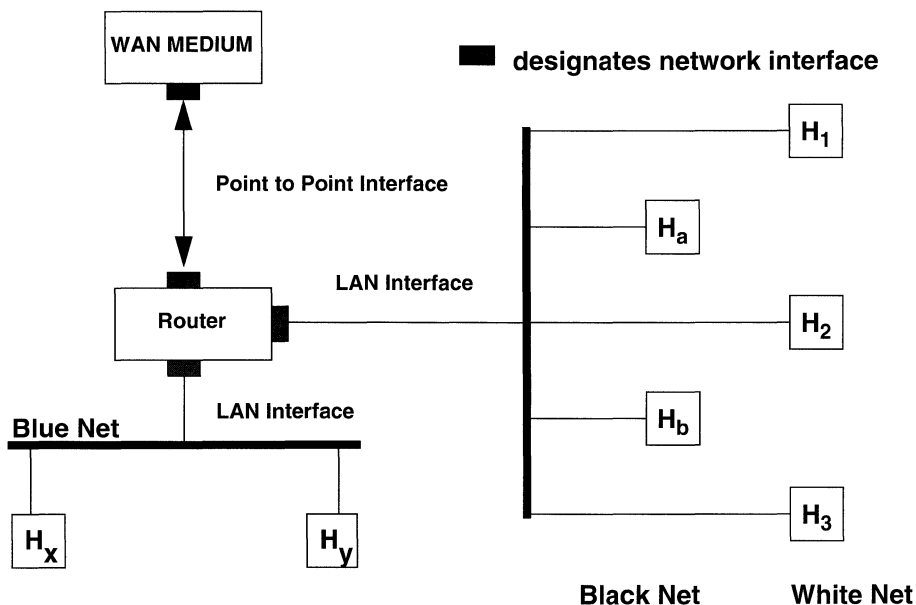 WAN MEDIUM
designates network interface
H1
Point to Point Interface
Ha
LAN Interface
Router
H2
LAN Interface
Blue Net
Hb
Hx
Hy
H3
Black Net
White Net